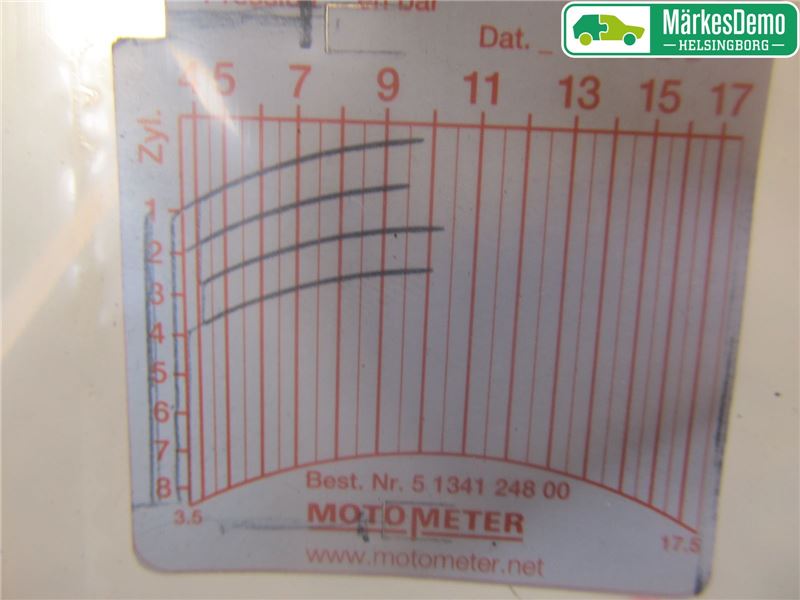 MärkesDemo
HELSINGBORG
bar
Dat. _
4 5 7 9 11 13 15 17
Zyl.
1
2
3
4
5
6
7
8
3.5
17.5
Best. Nr. 5 1341 248 00
MOTOMETER
www.motometer.net